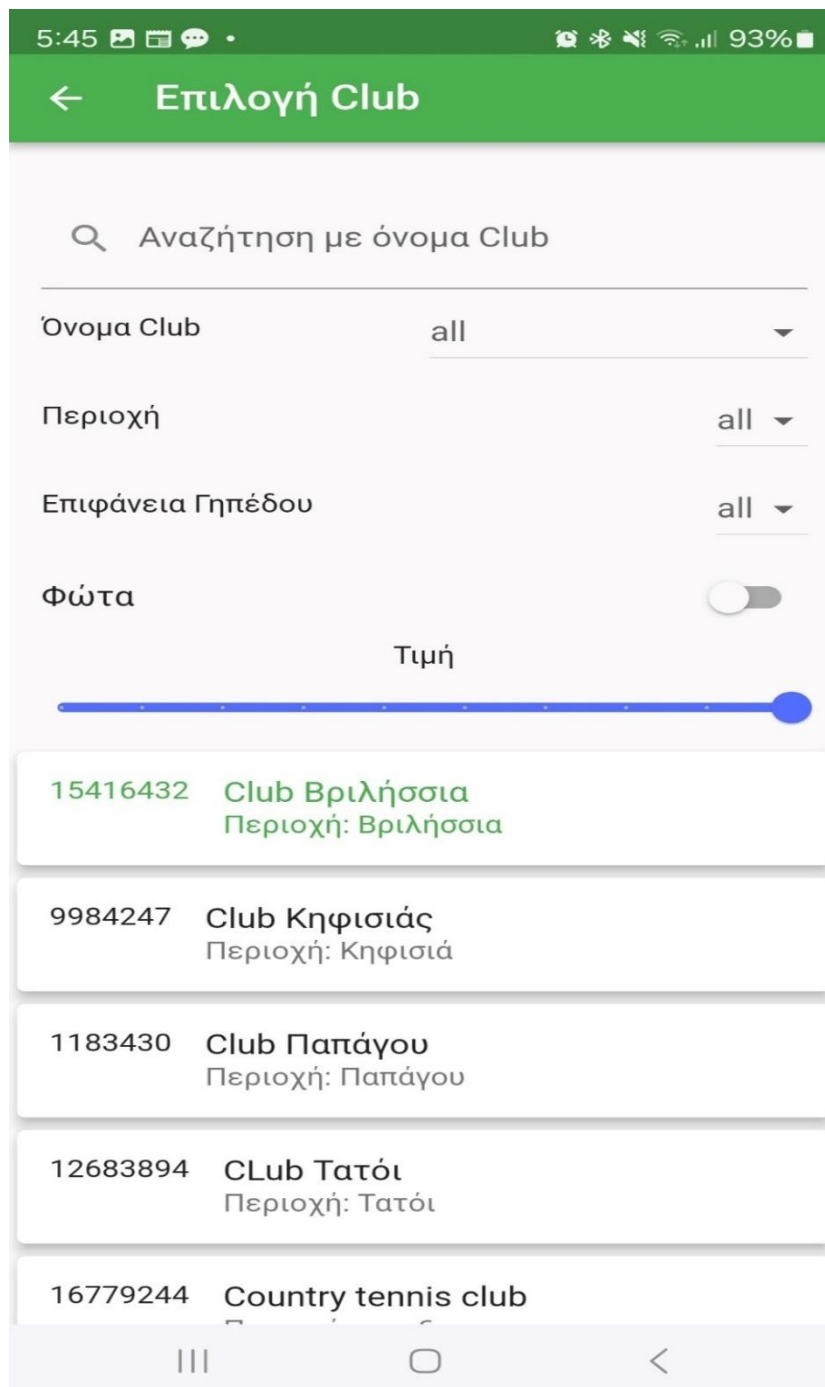 5:45 93%
Επιλογή Club
Αναζήτηση με όνομα Club
Όνομα Club all
Περιοχή all
Επιφάνεια Γηπέδου all
Φώτα
Τιμή
15416432 Club Βριλήσσια
Περιοχή: Βριλήσσια
9984247 Club Κηφισιάς
Περιοχή: Κηφισιά
1183430 Club Παπάγου
Περιοχή: Παπάγου
12683894 CLub Τατόι
Περιοχή: Τατόι
16779244 Country tennis club